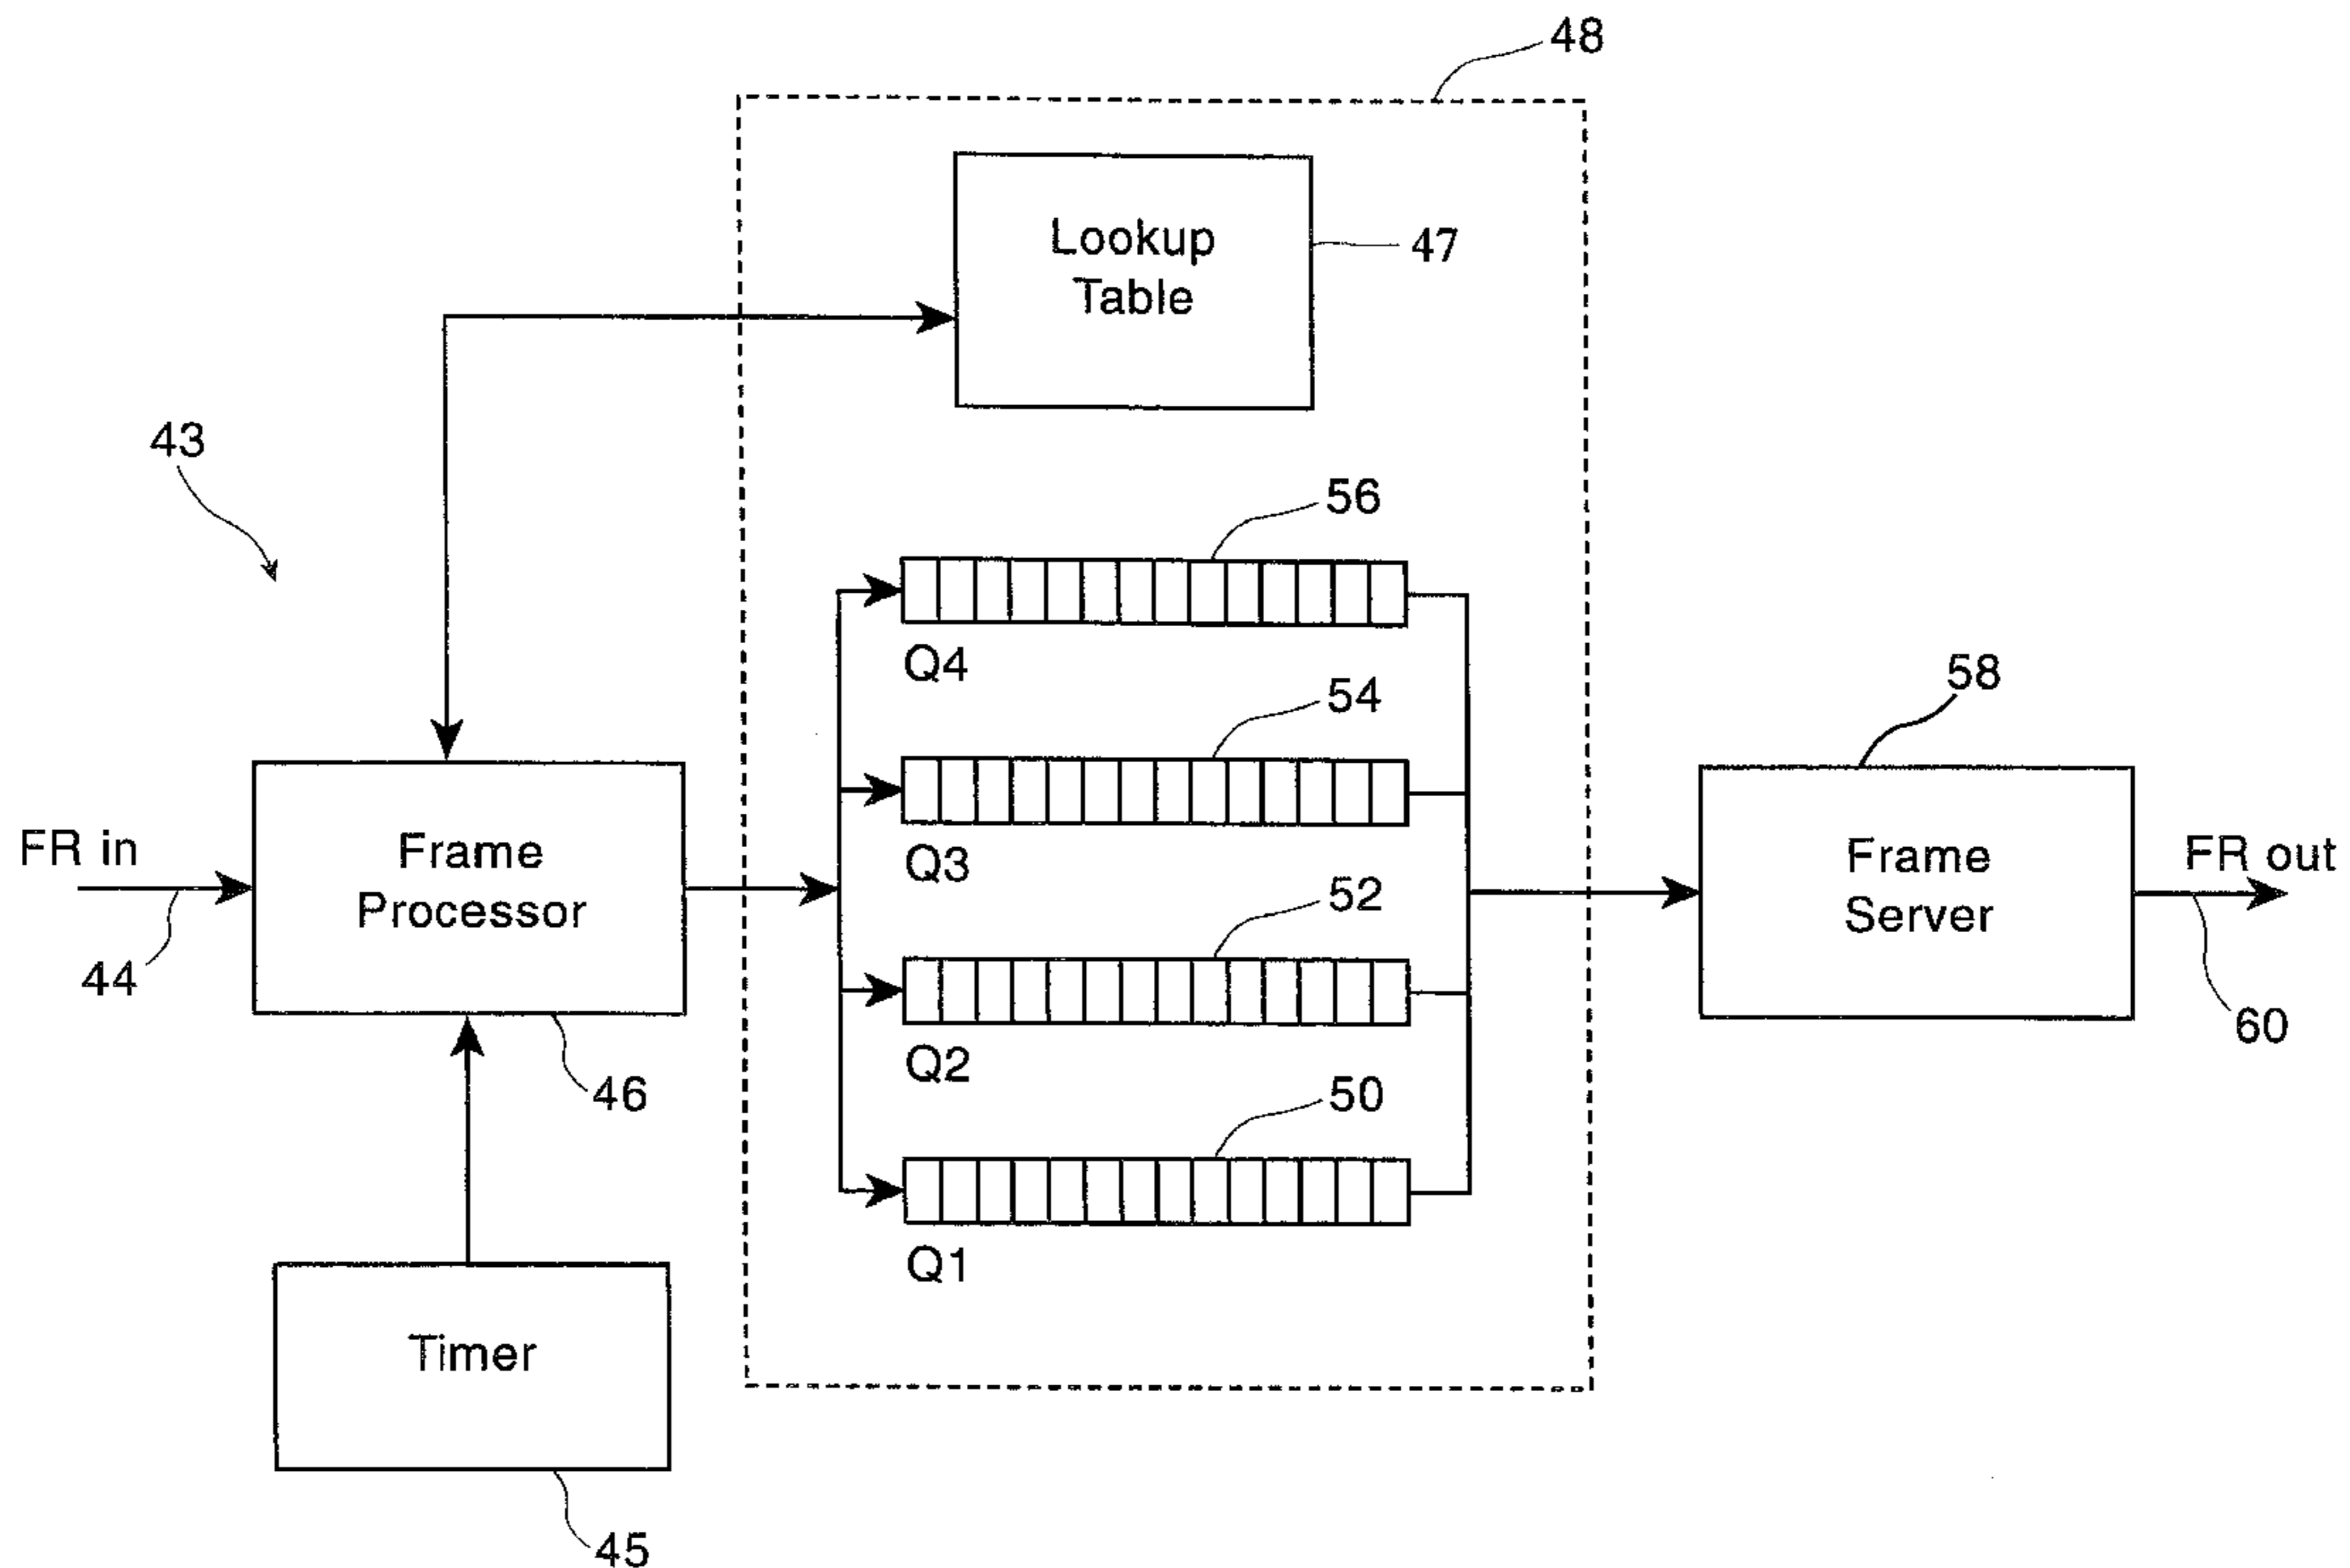 48
Lookup
Table
47
43
56
Q4
54
58
FR in
Frame
Processor
Q3
Frame
Server
FR out
52
44
60
Q2
46
50
Q1
Timer
45